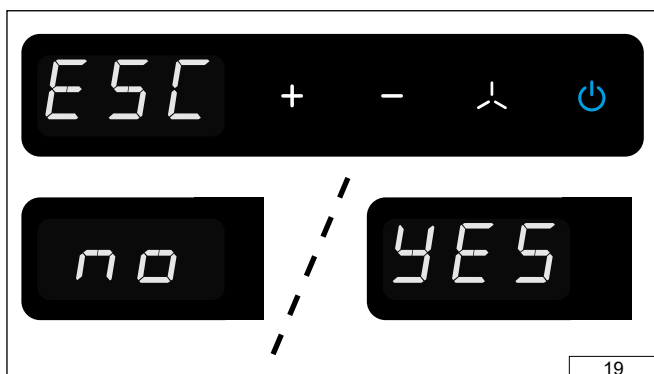 ESC + −
no YES
19